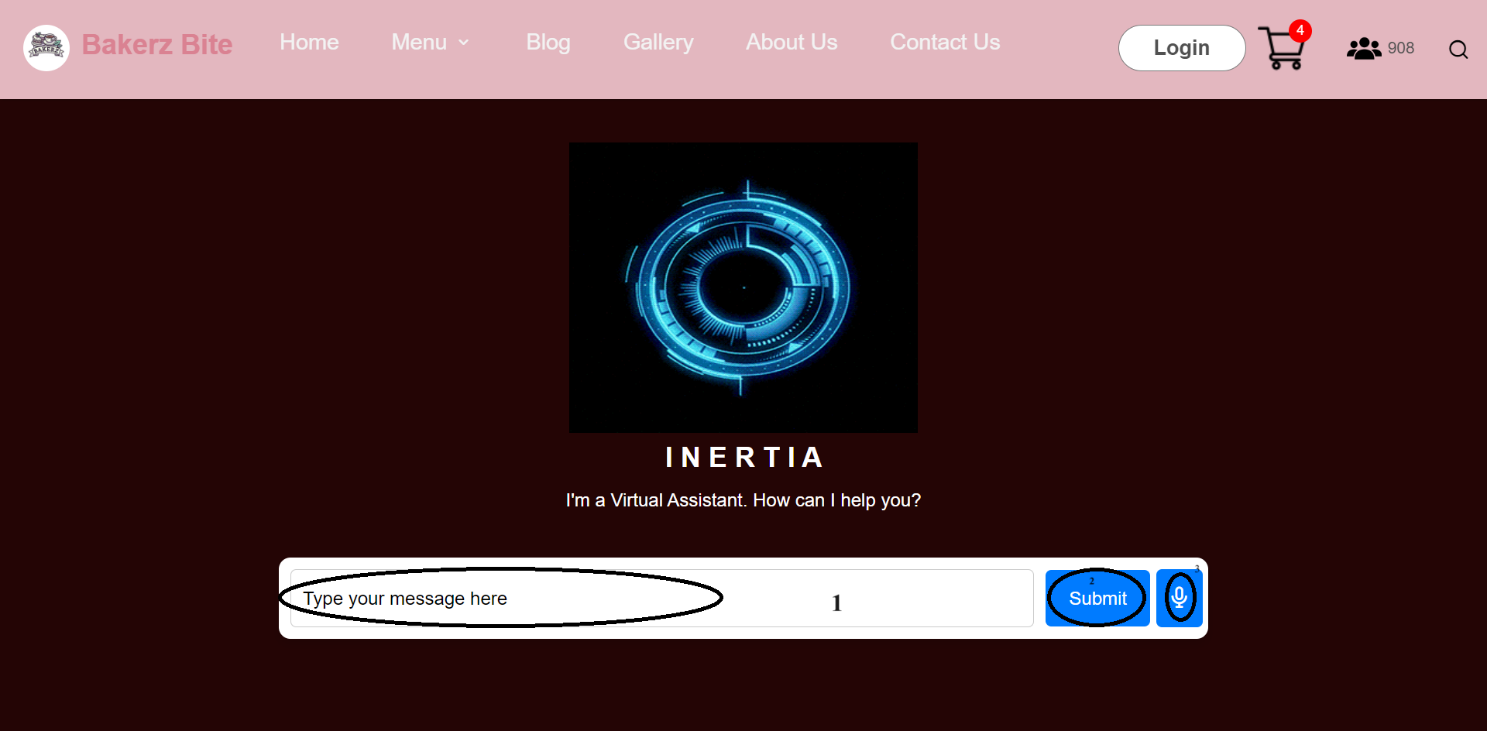 Bakerz Bite
Home
Menu
Blog
Gallery
About Us
Contact Us
Login
4
908
INERTIA
I'm a Virtual Assistant. How can I help you?
Type your message here
1
2
Submit
3